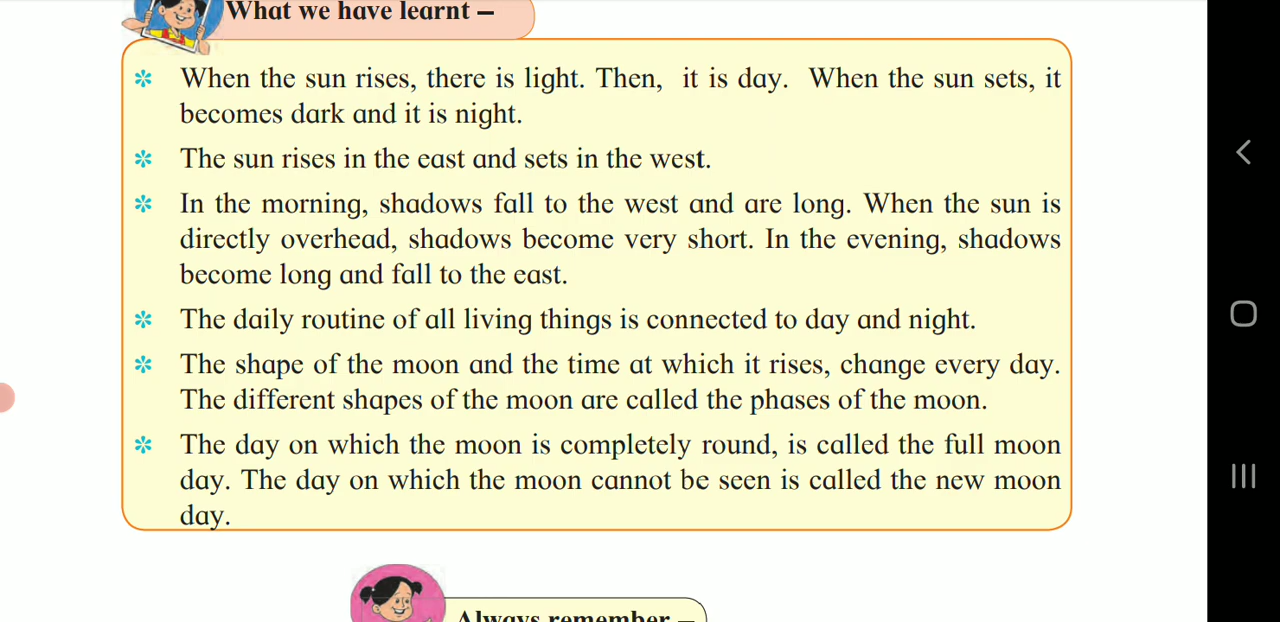 What we have learnt –
When the sun rises, there is light. Then, it is day. When the sun sets, it
becomes dark and it is night.
The sun rises in the east and sets in the west.
In the morning, shadows fall to the west and are long. When the sun is
directly overhead, shadows become very short. In the evening, shadows
become long and fall to the east.
The daily routine of all living things is connected to day and night.
The shape of the moon and the time at which it rises, change every day.
The different shapes of the moon are called the phases of the moon.
The day on which the moon is completely round, is called the full moon
day. The day on which the moon cannot be seen is called the new moon
day.
Always remember –